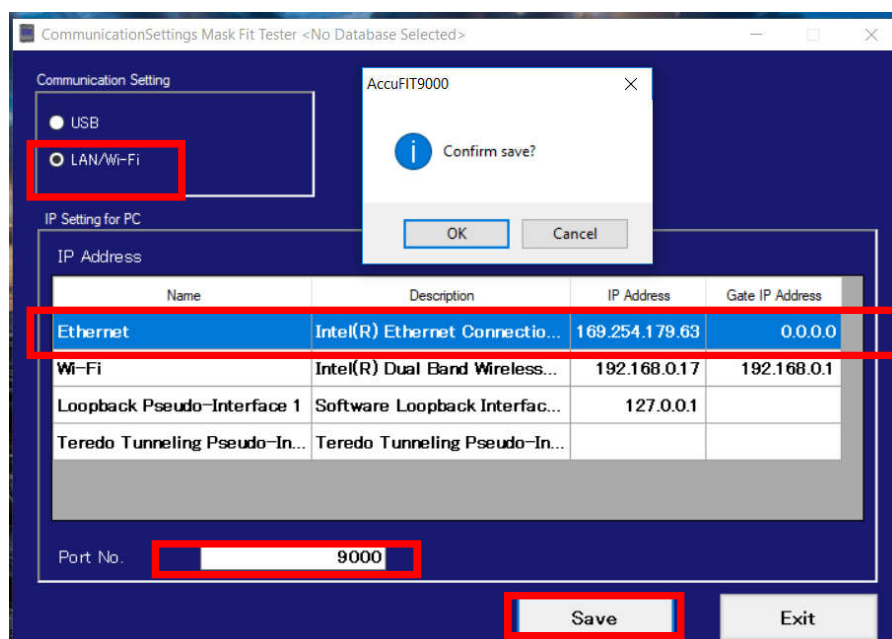 CommunicationSettings Mask Fit Tester <No Database Selected>
Communication Setting
USB
LAN/Wi-Fi
AccuFIT9000
Confirm save?
OK Cancel
IP Setting for PC
IP Address
Name Description IP Address Gate IP Address
Ethernet Intel(R) Ethernet Connectio... 169.254.179.63 0.0.0.0
Wi-Fi Intel(R) Dual Band Wireless... 192.168.0.17 192.168.0.1
Loopback Pseudo-Interface 1 Software Loopback Interfac... 127.0.0.1
Teredo Tunneling Pseudo-In... Teredo Tunneling Pseudo-In...
Port No. 9000
Save Exit